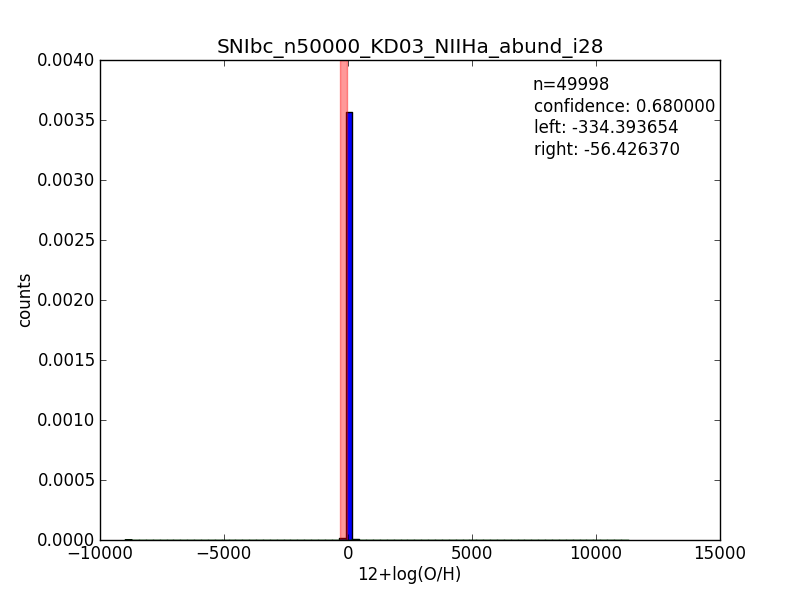 SNIbc_n50000_KD03_NIIHa_abund_i28
n=49998
confidence: 0.680000
left: -334.393654
right: -56.426370
0.0040
0.0035
0.0030
0.0025
0.0020
0.0015
0.0010
0.0005
0.0000
counts
−10000
−5000
0
5000
10000
15000
12+log(O/H)